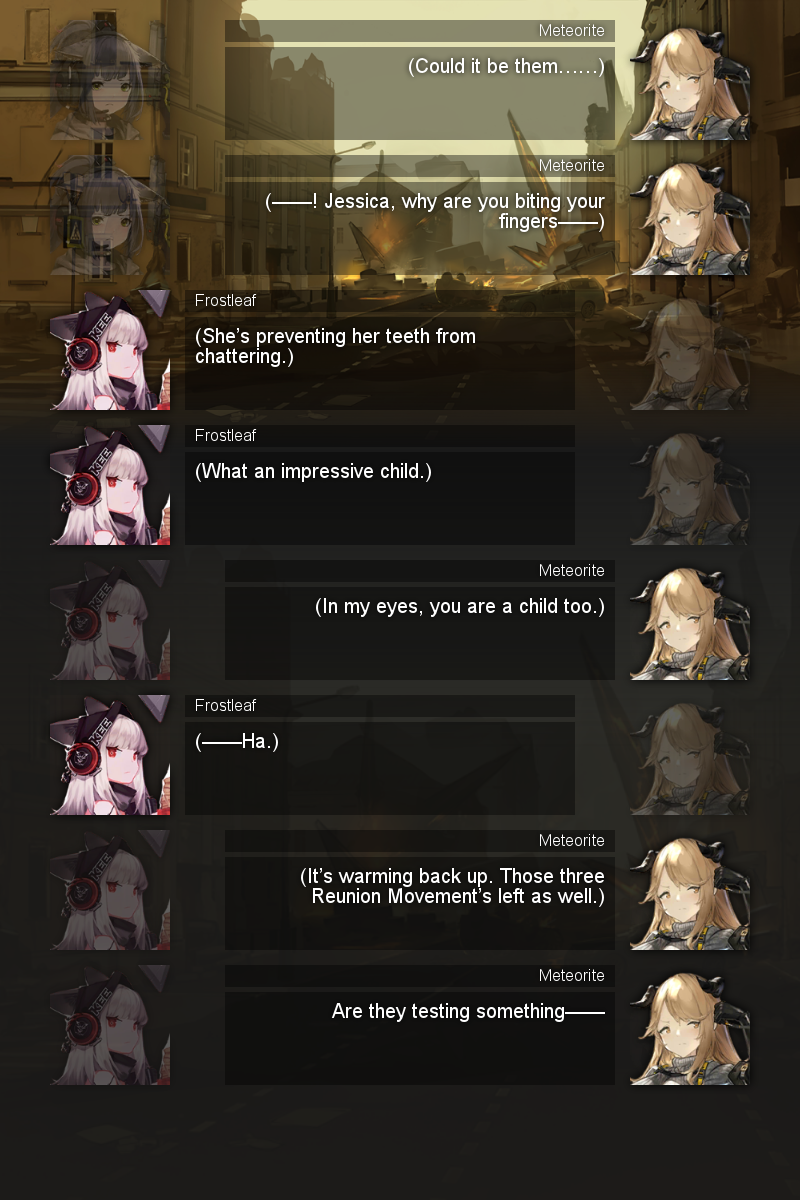 Meteorite
(Could it be them……)
Meteorite
(——! Jessica, why are you biting your
fingers——)
Frostleaf
(She's preventing her teeth from
chattering.)
Frostleaf
(What an impressive child.)
Meteorite
(In my eyes, you are a child too.)
Frostleaf
(——Ha.)
Meteorite
(It's warming back up. Those three
Reunion Movement's left as well.)
Meteorite
Are they testing something——